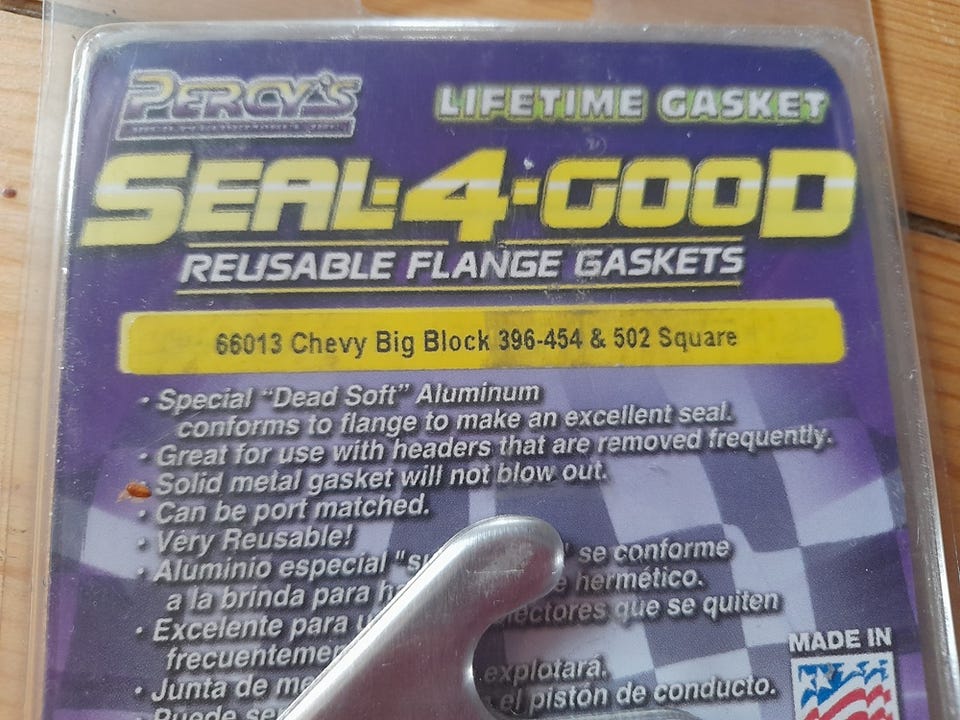 PERCY'S
LIFETIME GASKET
SEAL-4-GOOD
REUSABLE FLANGE GASKETS
66013 Chevy Big Block 396-454 & 502 Square
• Special "Dead Soft" Aluminum
conforms to flange to make an excellent seal.
• Great for use with headers that are removed frequently.
• Solid metal gasket will not blow out.
• Can be port matched.
• Very Reusable!
• Aluminio especial se conforme
a la brinda para hermético.
• Excelente para que se quiten
explotará.
• Junta de el pistón de conducto.
• Puede
MADE IN